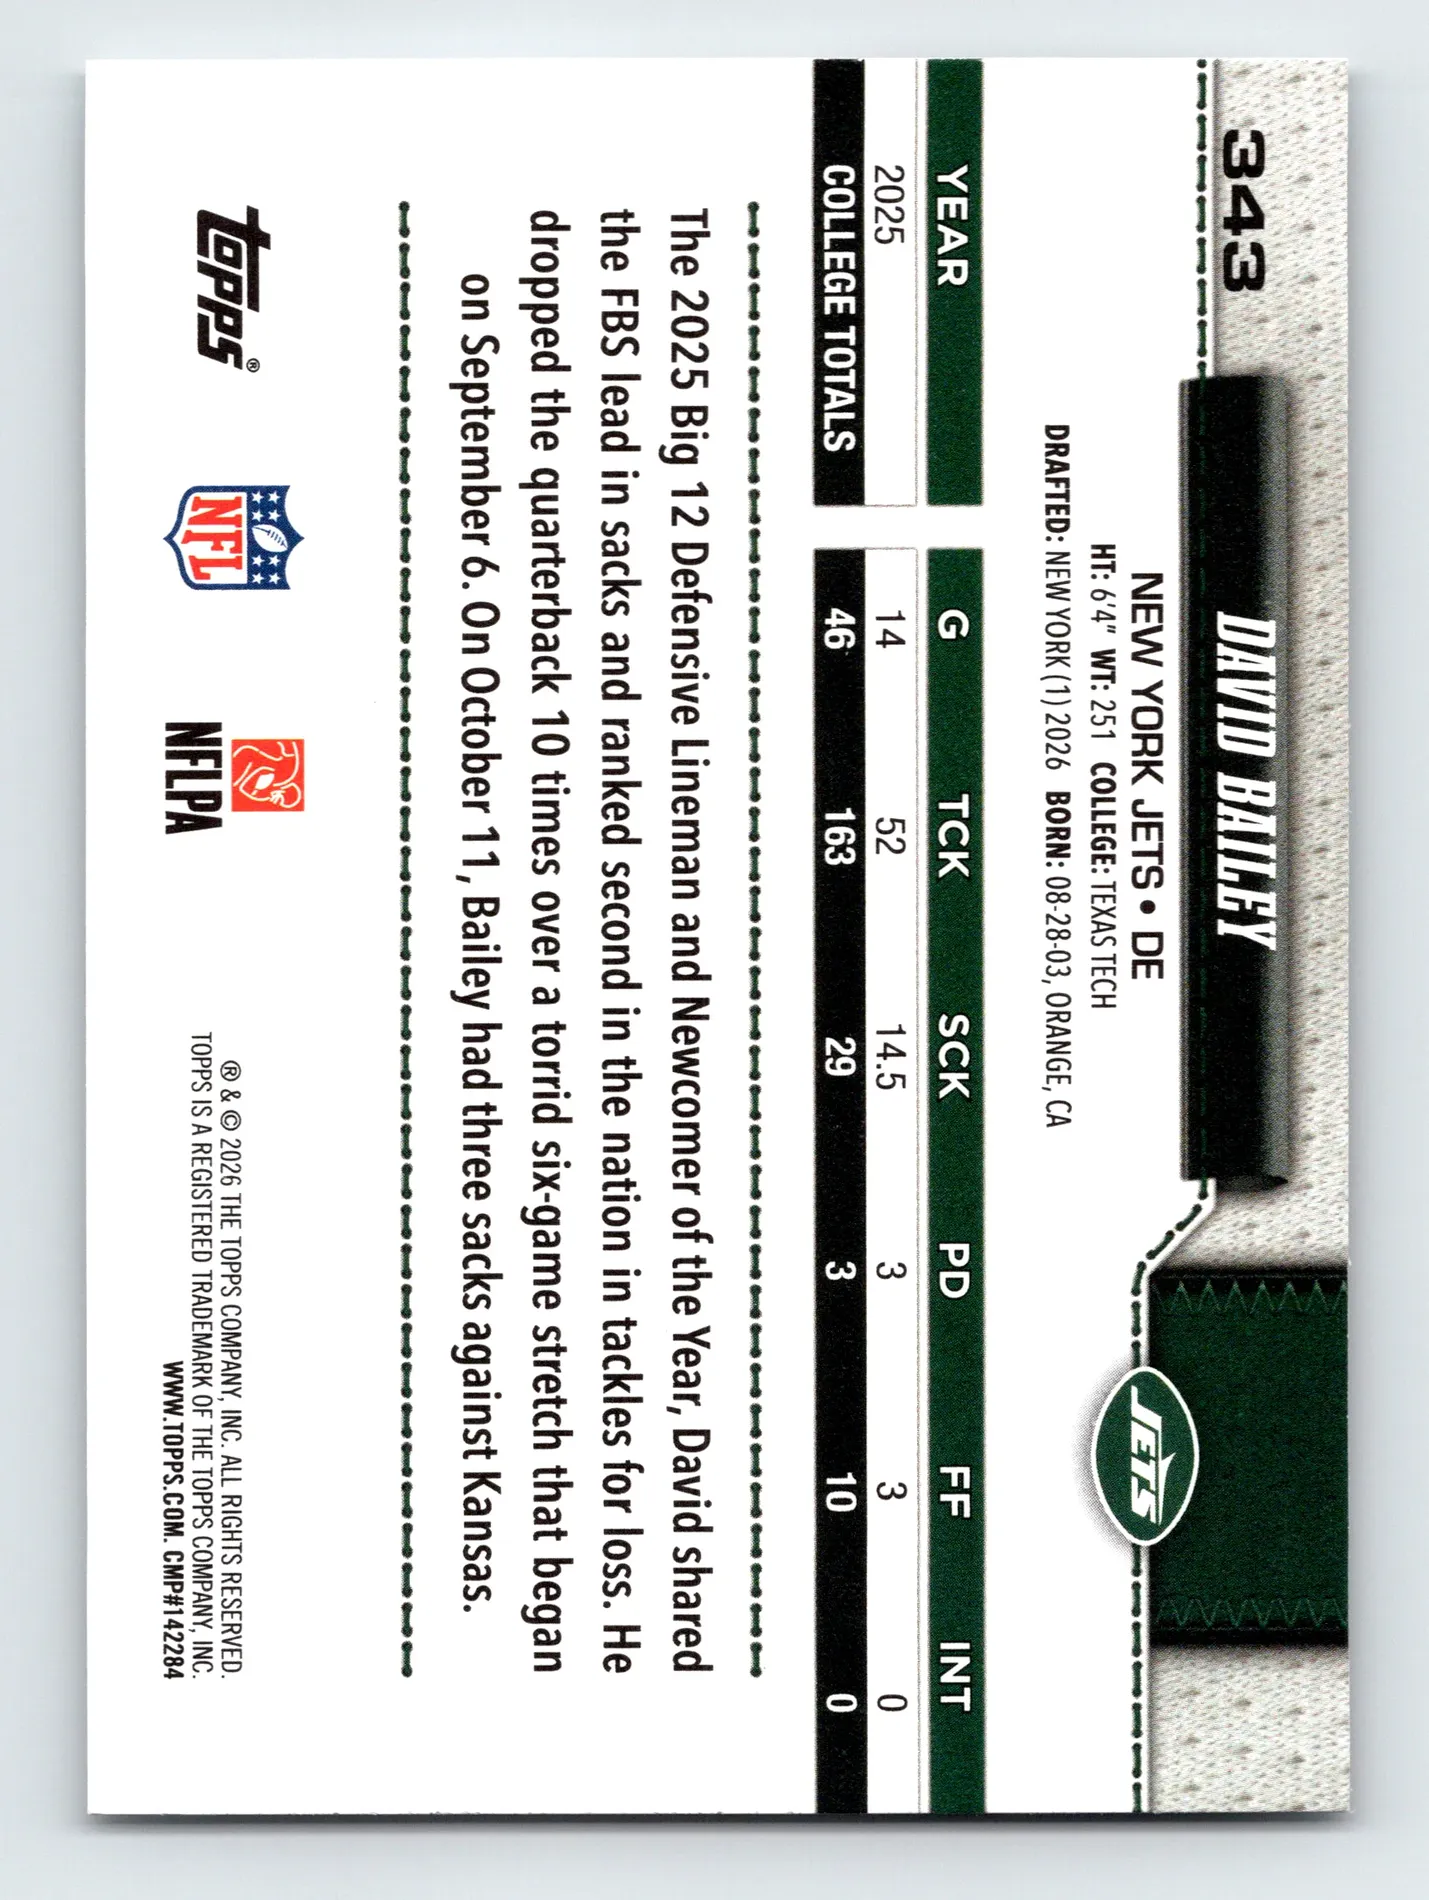 343
DAVID BAILEY
NEW YORK JETS • DE
HT: 6'4" WT: 251 COLLEGE: TEXAS TECH
DRAFTED: NEW YORK (1) 2026 BORN: 08-28-03, ORANGE, CA
JETS
YEAR G TCK SCK PD FF INT
2025 14 52 14.5 3 3 0
COLLEGE TOTALS 46 163 29 3 10 0
The 2025 Big 12 Defensive Lineman and Newcomer of the Year, David shared
the FBS lead in sacks and ranked second in the nation in tackles for loss. He
dropped the quarterback 10 times over a torrid six-game stretch that began
on September 6. On October 11, Bailey had three sacks against Kansas.
topps®
NFL
NFLPA
® & © 2026 THE TOPPS COMPANY, INC. ALL RIGHTS RESERVED.
TOPPS IS A REGISTERED TRADEMARK OF THE TOPPS COMPANY, INC.
WWW.TOPPS.COM. CMP#142284